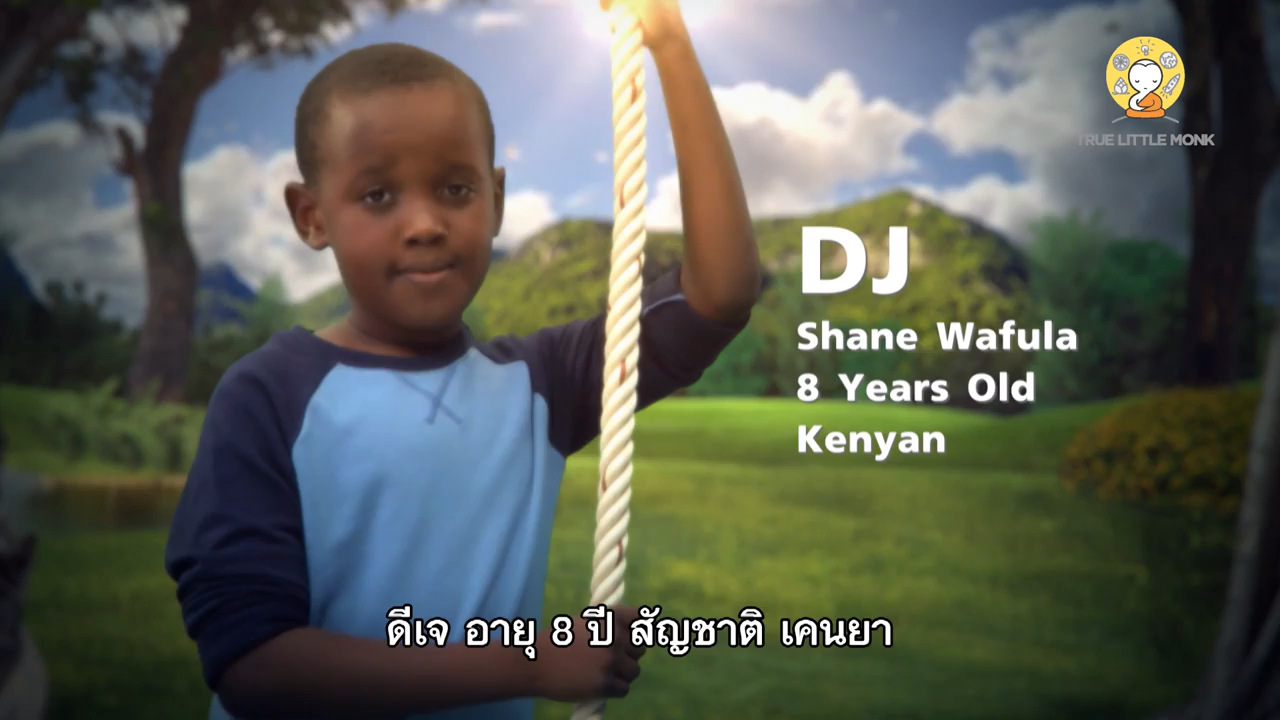 TRUE LITTLE MONK
DJ
Shane Wafula
8 Years Old
Kenyan
ดีเจ อายุ 8 ปี สัญชาติ เคนยา